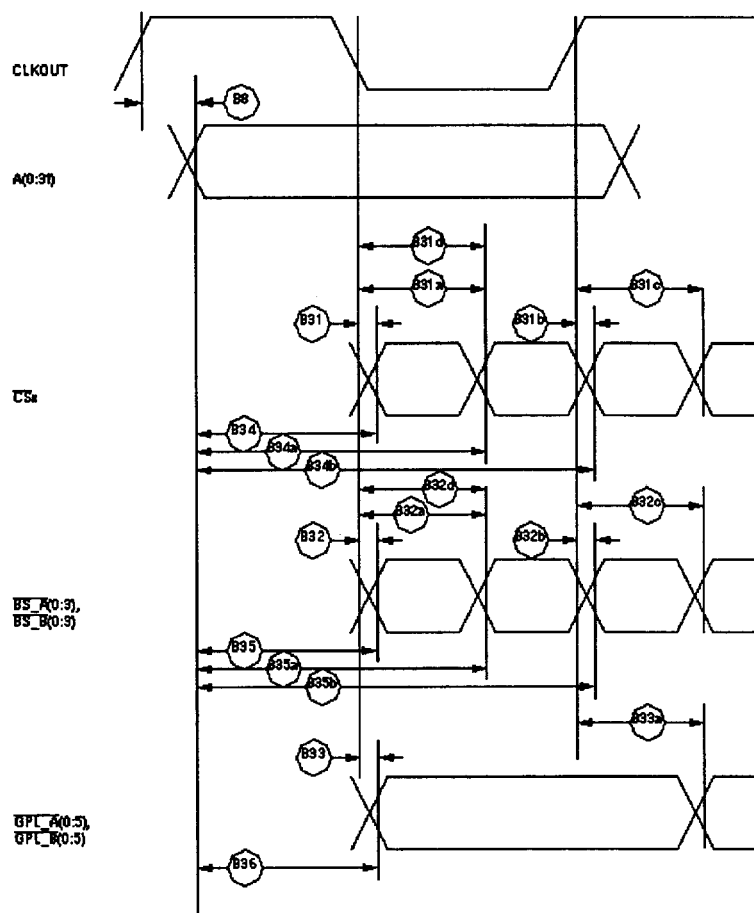 CLKOUT
B8
A(0:31)
B31d
B31a
B31c
B31
B31b
CSx
B34
B34a
B34b
B32d
B32a
B32c
B32
B32b
BS_A(0:3),
BS_B(0:3)
B35
B35a
B35b
B33a
B33
GPL_A(0:5),
GPL_B(0:5)
B36